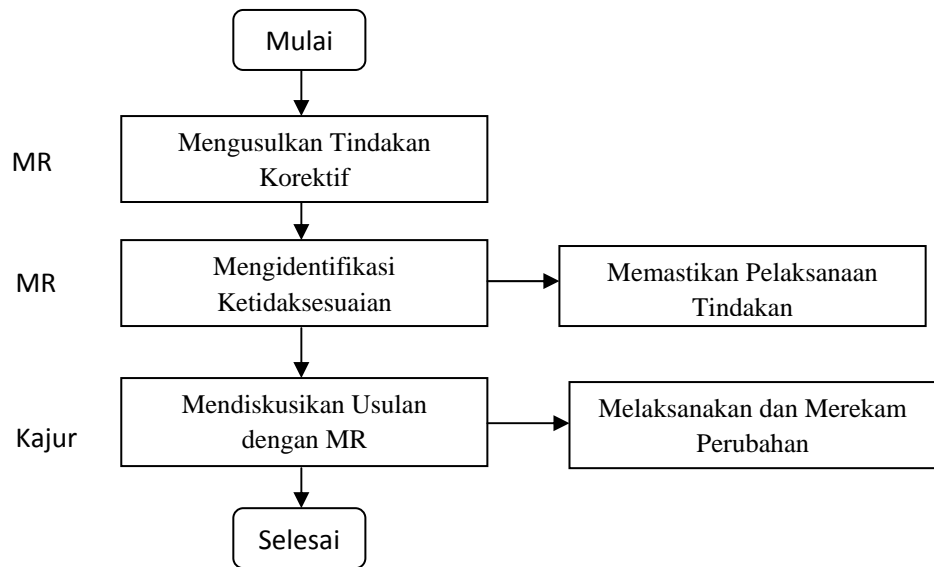 Mulai
MR
Mengusulkan Tindakan
Korektif
MR
Mengidentifikasi
Ketidaksesuaian
Memastikan Pelaksanaan
Tindakan
Kajur
Mendiskusikan Usulan
dengan MR
Melaksanakan dan Merekam
Perubahan
Selesai